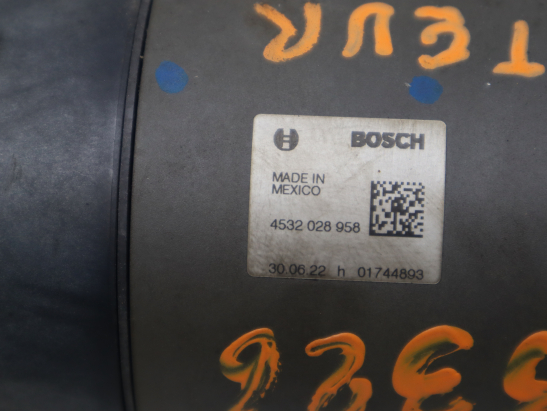 TEUR
BOSCH
MADE IN
MEXICO
4532 028 958
30.06.22 h 01744893